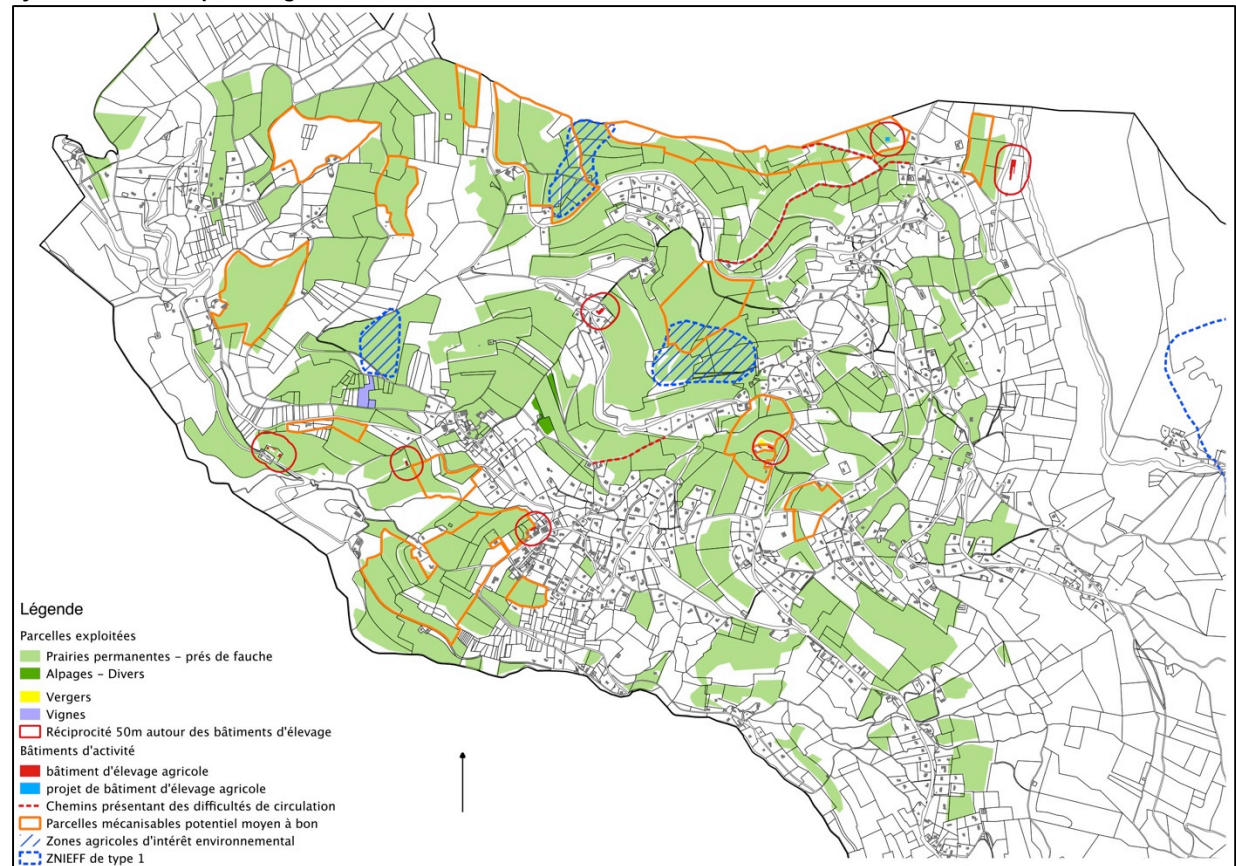 Légende
Parcelles exploitées
Prairies permanentes - prés de fauche
Alpages - Divers
Vergers
Vignes
Réciprocité 50m autour des bâtiments d'élevage
Bâtiments d'activité
bâtiment d'élevage agricole
projet de bâtiment d'élevage agricole
Chemins présentant des difficultés de circulation
Parcelles mécanisables potentiel moyen à bon
Zones agricoles d'intérêt environnemental
ZNIEFF de type 1